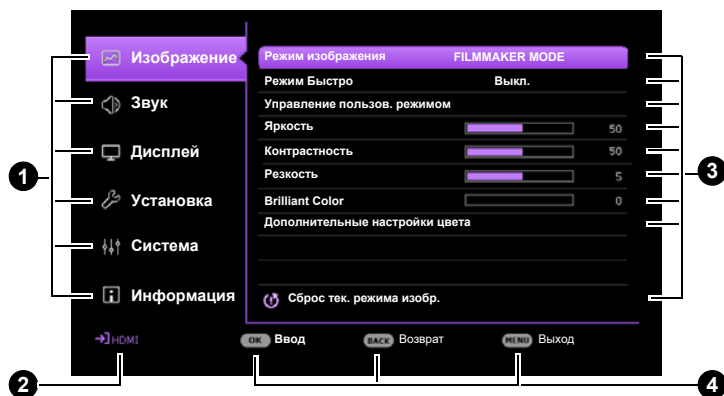 Изображение
Звук
Дисплей
Установка
Система
Информация
Режим изображения FILMMAKER MODE
Режим Быстро Выкл.
Управление пользов. режимом
Яркость 50
Контрастность 50
Резкость 5
Brilliant Color 0
Дополнительные настройки цвета
Сброс тек. режима изобр.
HDMI OK Ввод BACK Возврат MENU Выход
1
2
3
4